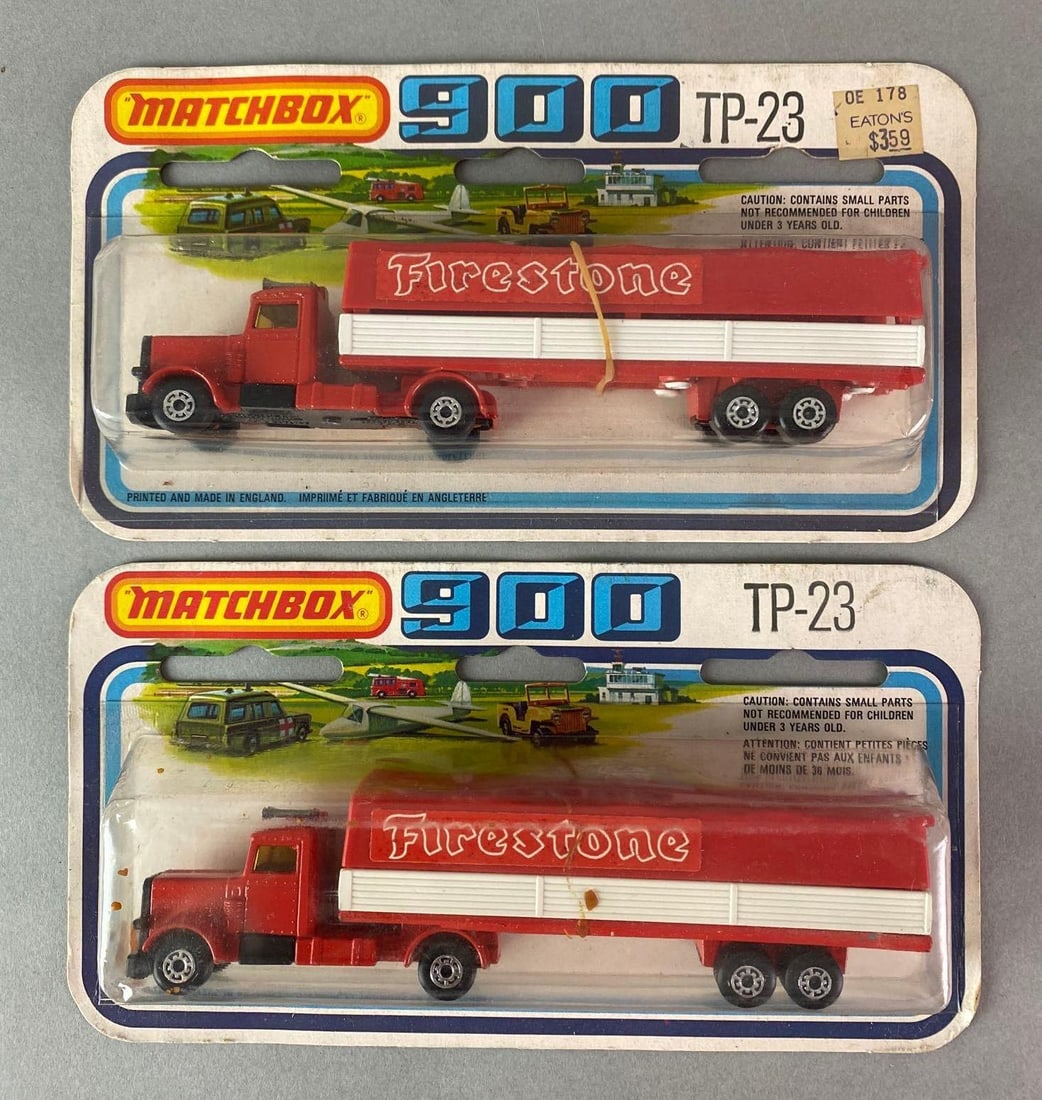 "MATCHBOX"®
900
TP-23
OE 178
EATON'S
$3.59
CAUTION: CONTAINS SMALL PARTS
NOT RECOMMENDED FOR CHILDREN
UNDER 3 YEARS OLD.
ATTENTION: CONTIENT PETITES
Firestone
PRINTED AND MADE IN ENGLAND. IMPRIMÉ ET FABRIQUÉ EN ANGLETERRE
"MATCHBOX"®
900
TP-23
CAUTION: CONTAINS SMALL PARTS
NOT RECOMMENDED FOR CHILDREN
UNDER 3 YEARS OLD.
ATTENTION: CONTIENT PETITES PIÈCES
NE CONVIENT PAS AUX ENFANTS
DE MOINS DE 36 MOIS.
Firestone